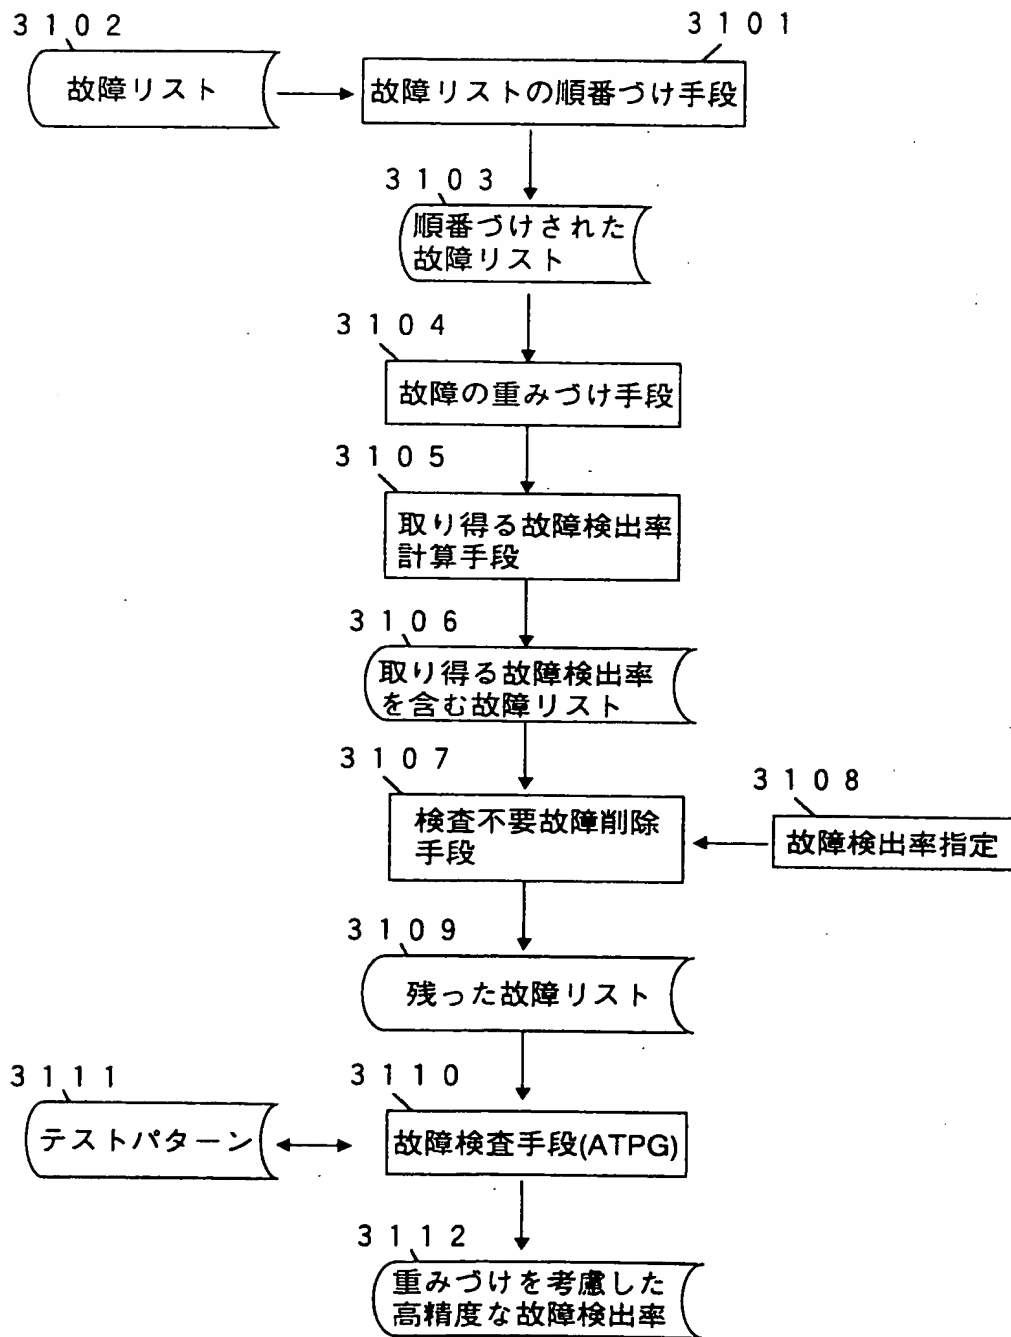 3102
3101
故障リスト
故障リストの順番づけ手段
3103
順番づけされた
故障リスト
3104
故障の重みづけ手段
3105
取り得る故障検出率
計算手段
3106
取り得る故障検出率
を含む故障リスト
3107
3108
検査不要故障削除
手段
故障検出率指定
3109
残った故障リスト
3111
3110
テストパターン
故障検査手段(ATPG)
3112
重みづけを考慮した
高精度な故障検出率